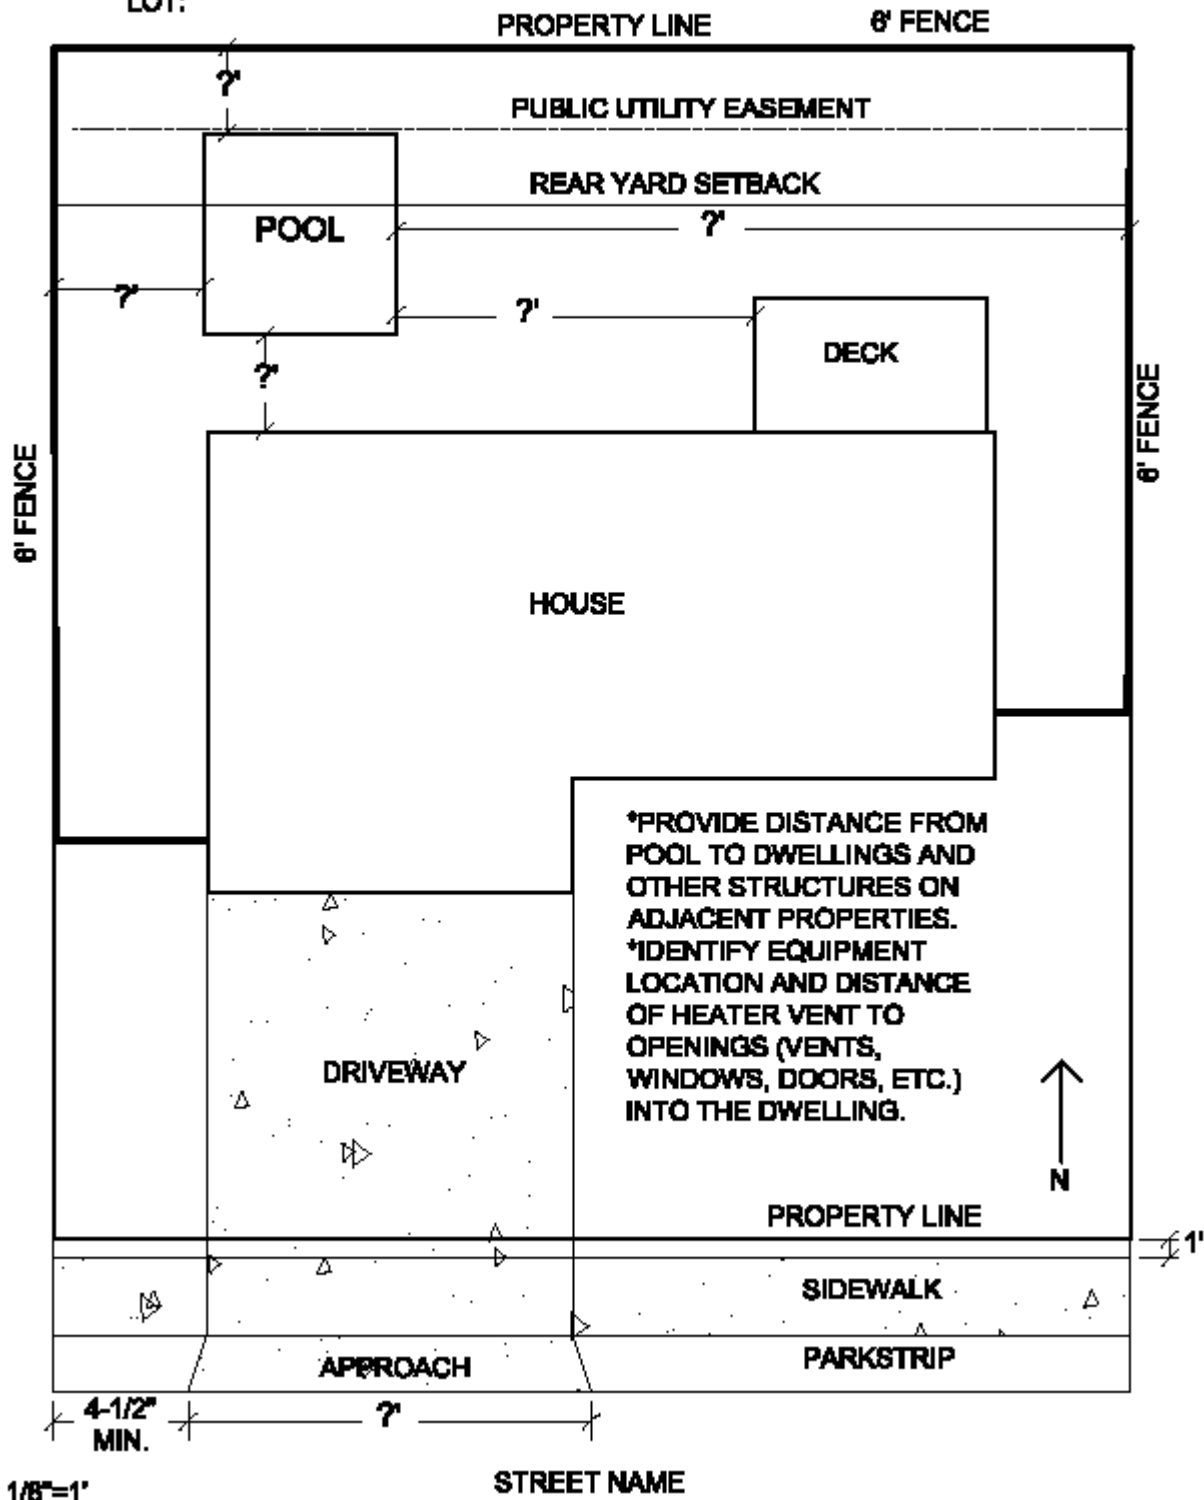 LOT:
PROPERTY LINE
6' FENCE
?'
PUBLIC UTILITY EASEMENT
REAR YARD SETBACK
POOL
?'
?'
?'
DECK
?'
6' FENCE
6' FENCE
HOUSE
*PROVIDE DISTANCE FROM
POOL TO DWELLINGS AND
OTHER STRUCTURES ON
ADJACENT PROPERTIES.
*IDENTIFY EQUIPMENT
LOCATION AND DISTANCE
OF HEATER VENT TO
OPENINGS (VENTS,
WINDOWS, DOORS, ETC.)
INTO THE DWELLING.
DRIVEWAY
N
PROPERTY LINE
1'
SIDEWALK
APPROACH
PARKSTRIP
4-1/2"
MIN.
?'
STREET NAME
1/8"=1'